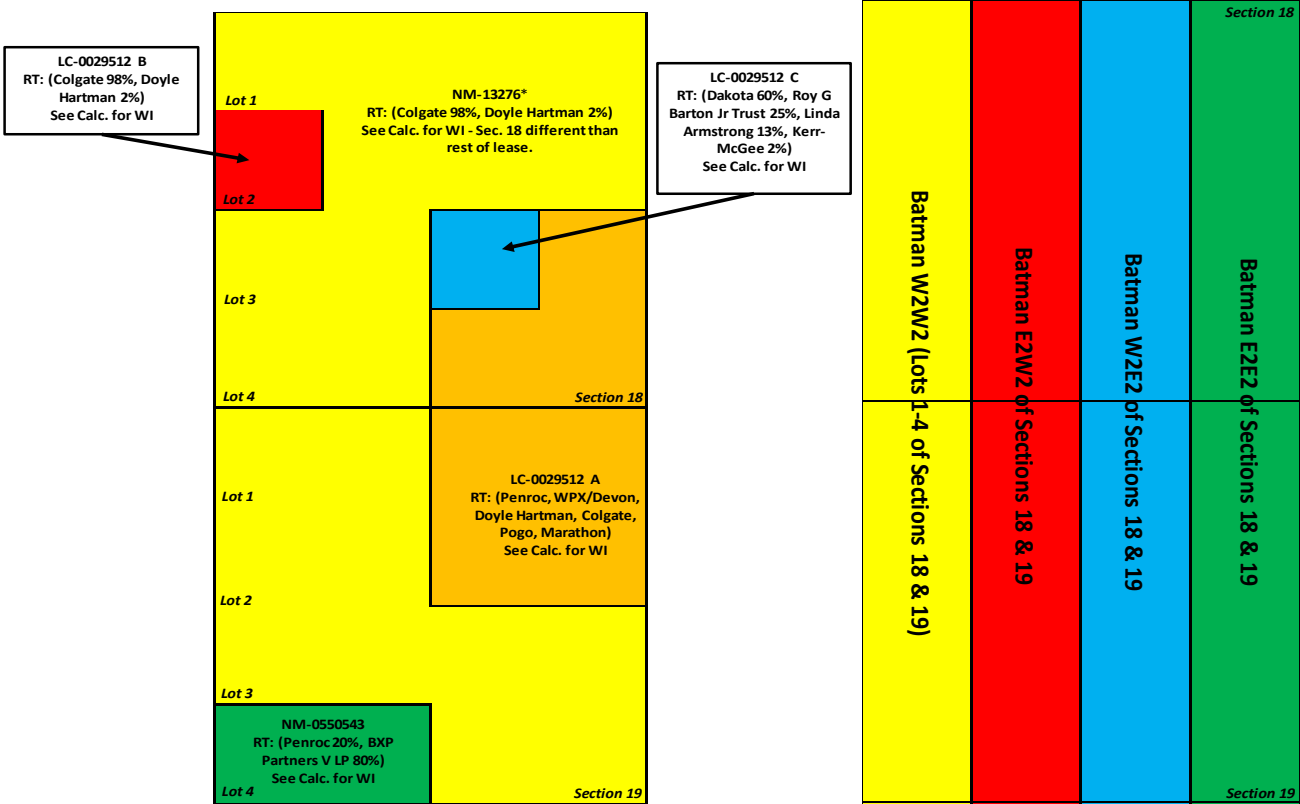 LC-0029512 B
RT: (Colgate 98%, Doyle
Hartman 2%)
See Calc. for WI
Lot 1
NM-13276*
RT: (Colgate 98%, Doyle Hartman 2%)
See Calc. for WI - Sec. 18 different than
rest of lease.
LC-0029512 C
RT: (Dakota 60%, Roy G
Barton Jr Trust 25%, Linda
Armstrong 13%, Kerr-
McGee 2%)
See Calc. for WI
Lot 2
Lot 3
Lot 4
Section 18
LC-0029512 A
RT: (Penroc, WPX/Devon,
Doyle Hartman, Colgate,
Pogo, Marathon)
See Calc. for WI
Lot 1
Lot 2
Lot 3
NM-0550543
RT: (Penroc 20%, BXP
Partners V LP 80%)
See Calc. for WI
Lot 4
Section 19
Section 18
Batman W2W2 (Lots 1-4 of Sections 18 & 19)
Batman E2W2 of Sections 18 & 19
Batman W2E2 of Sections 18 & 19
Batman E2E2 of Sections 18 & 19
Section 19